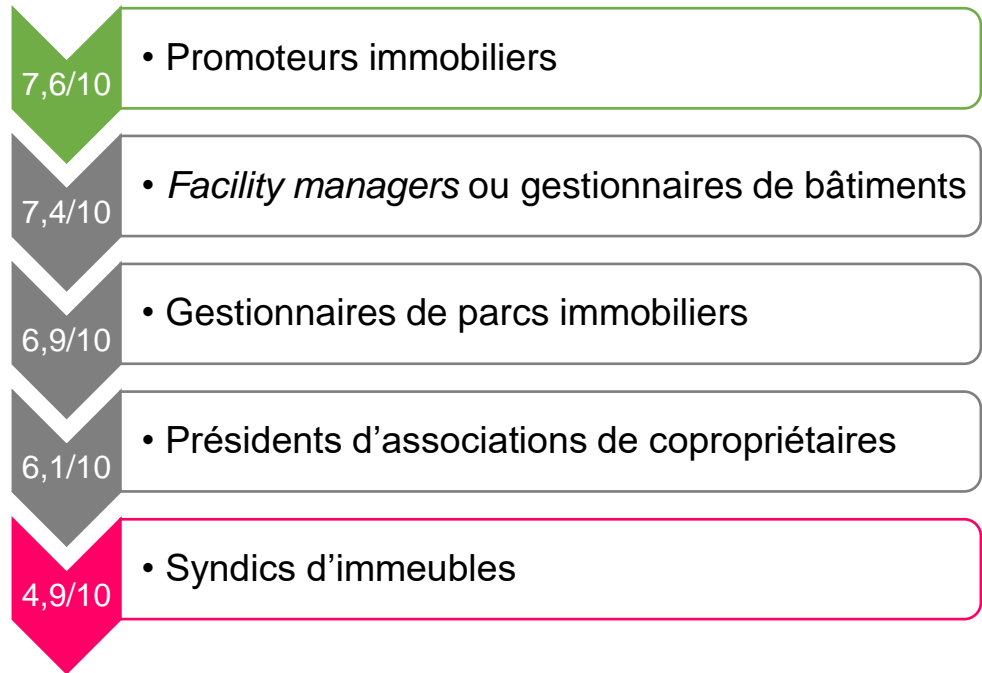 7,6/10
• Promoteurs immobiliers
7,4/10
• Facility managers ou gestionnaires de bâtiments
6,9/10
• Gestionnaires de parcs immobiliers
6,1/10
• Présidents d’associations de copropriétaires
4,9/10
• Syndics d’immeubles